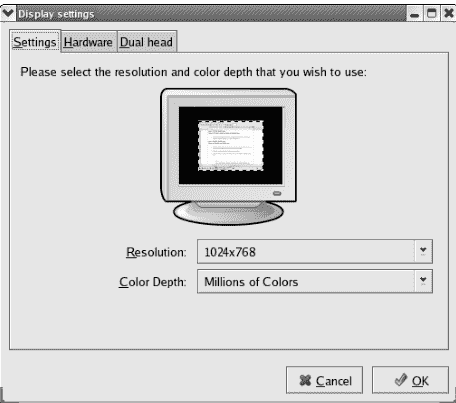 Display settings
Settings Hardware Dual head
Please select the resolution and color depth that you wish to use:
Resolution: 1024x768
Color Depth: Millions of Colors
Cancel OK